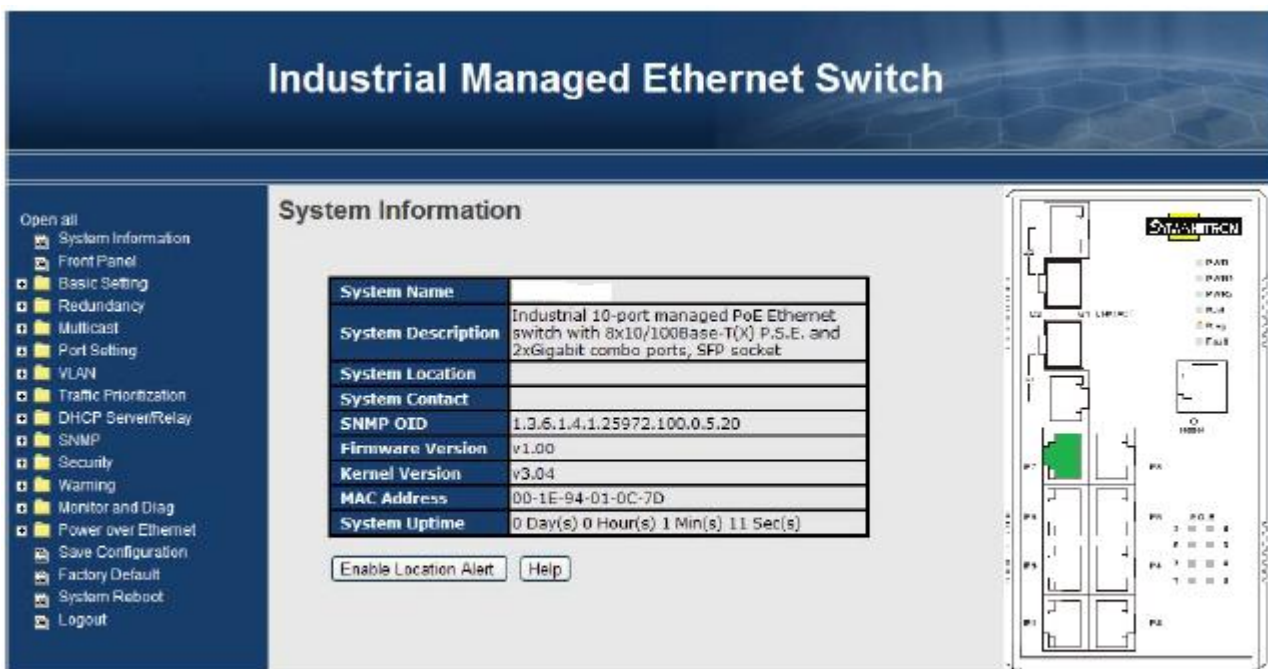 Industrial Managed Ethernet Switch
Open all
System Information
Front Panel
Basic Setting
Redundancy
Multicast
Port Setting
VLAN
Traffic Prioritization
DHCP Server/Relay
SNMP
Security
Warning
Monitor and Diag
Power over Ethernet
Save Configuration
Factory Default
System Reboot
Logout
System Information
System Name
System Description Industrial 10-port managed PoE Ethernet
switch with 8x10/100Base-T(X) P.S.E. and
2xGigabit combo ports, SFP socket
System Location
System Contact
SNMP OID 1.3.6.1.4.1.25972.100.0.5.20
Firmware Version v1.00
Kernel Version v3.04
MAC Address 00-1E-94-01-0C-7D
System Uptime 0 Day(s) 0 Hour(s) 1 Min(s) 11 Sec(s)
Enable Location Alert Help
Fault
P7